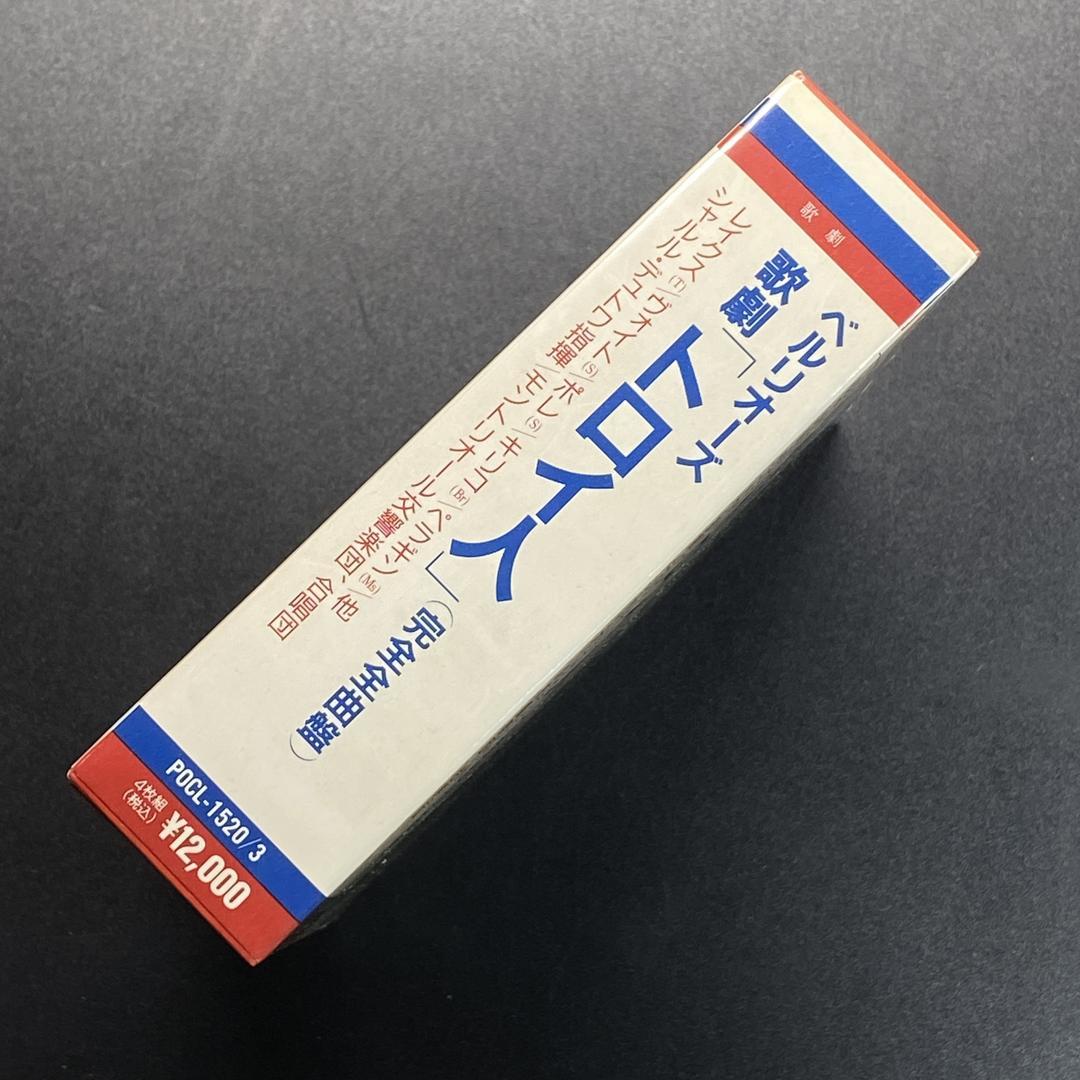 歌劇
ベルリオーズ
歌劇「トロイ人」(完全全曲盤)
レイクス(T)/ヴォイト(S)/ポレ(S)/キリコ(Br)/ペラギン(Ms)/他
シャルル・デュトワ指揮/モントリオール交響楽団、合唱団
POCL-1520/3
4枚組
(税込)
¥12,000